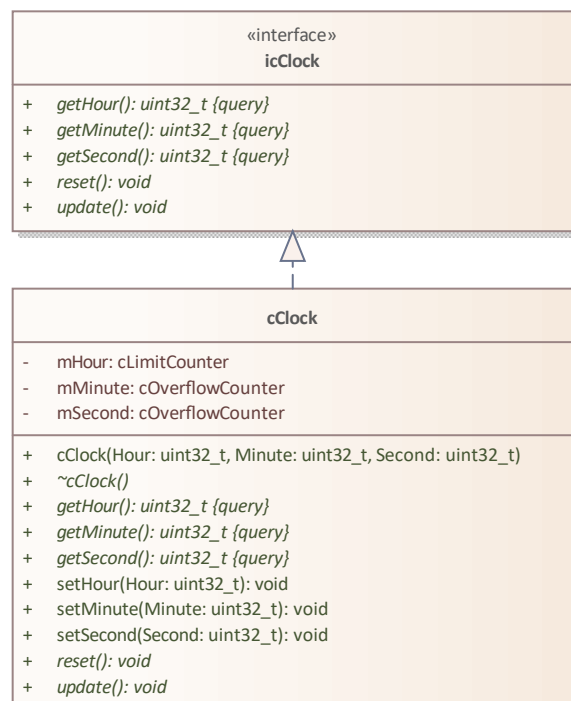 «interface»
icClock
+ getHour(): uint32_t {query}
+ getMinute(): uint32_t {query}
+ getSecond(): uint32_t {query}
+ reset(): void
+ update(): void
cClock
- mHour: cLimitCounter
- mMinute: cOverflowCounter
- mSecond: cOverflowCounter
+ cClock(Hour: uint32_t, Minute: uint32_t, Second: uint32_t)
+ ~cClock()
+ getHour(): uint32_t {query}
+ getMinute(): uint32_t {query}
+ getSecond(): uint32_t {query}
+ setHour(Hour: uint32_t): void
+ setMinute(Minute: uint32_t): void
+ setSecond(Second: uint32_t): void
+ reset(): void
+ update(): void